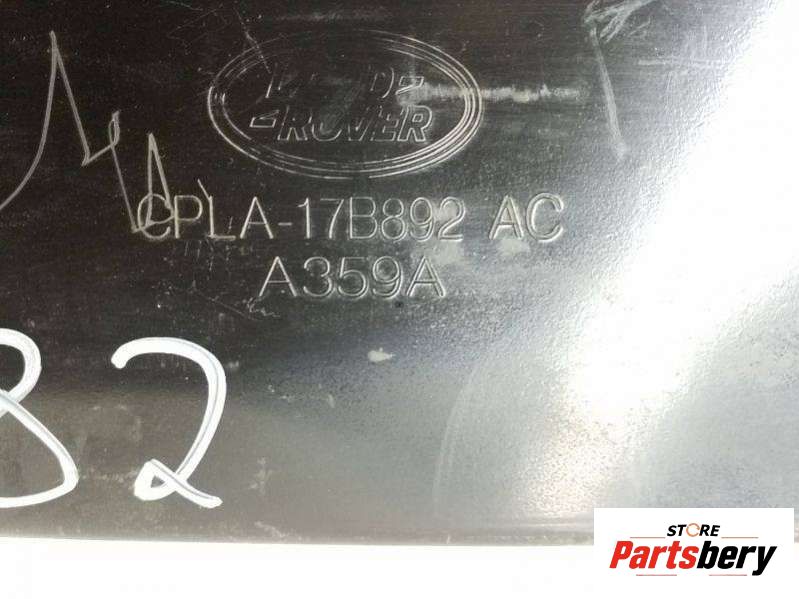 LAND
ROVER
CPLA-17B892 AC
A359A
82
STORE
Partsbery